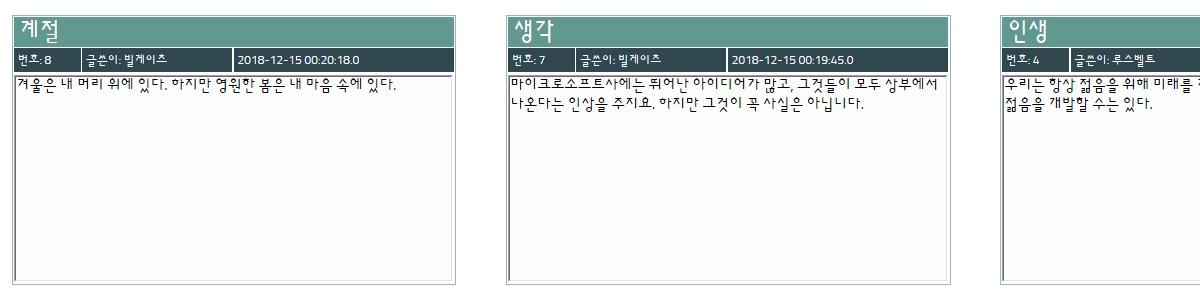 계절
번호: 8 글쓴이: 빌게이츠 2018-12-15 00:20:18.0
겨울은 내 머리 위에 있다. 하지만 영원한 봄은 내 마음 속에 있다.
생각
번호: 7 글쓴이: 빌게이츠 2018-12-15 00:19:45.0
마이크로소프트사에는 뛰어난 아이디어가 많고, 그것들이 모두 상부에서
나온다는 인상을 주지요. 하지만 그것이 꼭 사실은 아닙니다.
인생
번호: 4 글쓴이: 루스벨트
우리는 항상 젊음을 위해 미래를
젊음을 개발할 수는 있다.